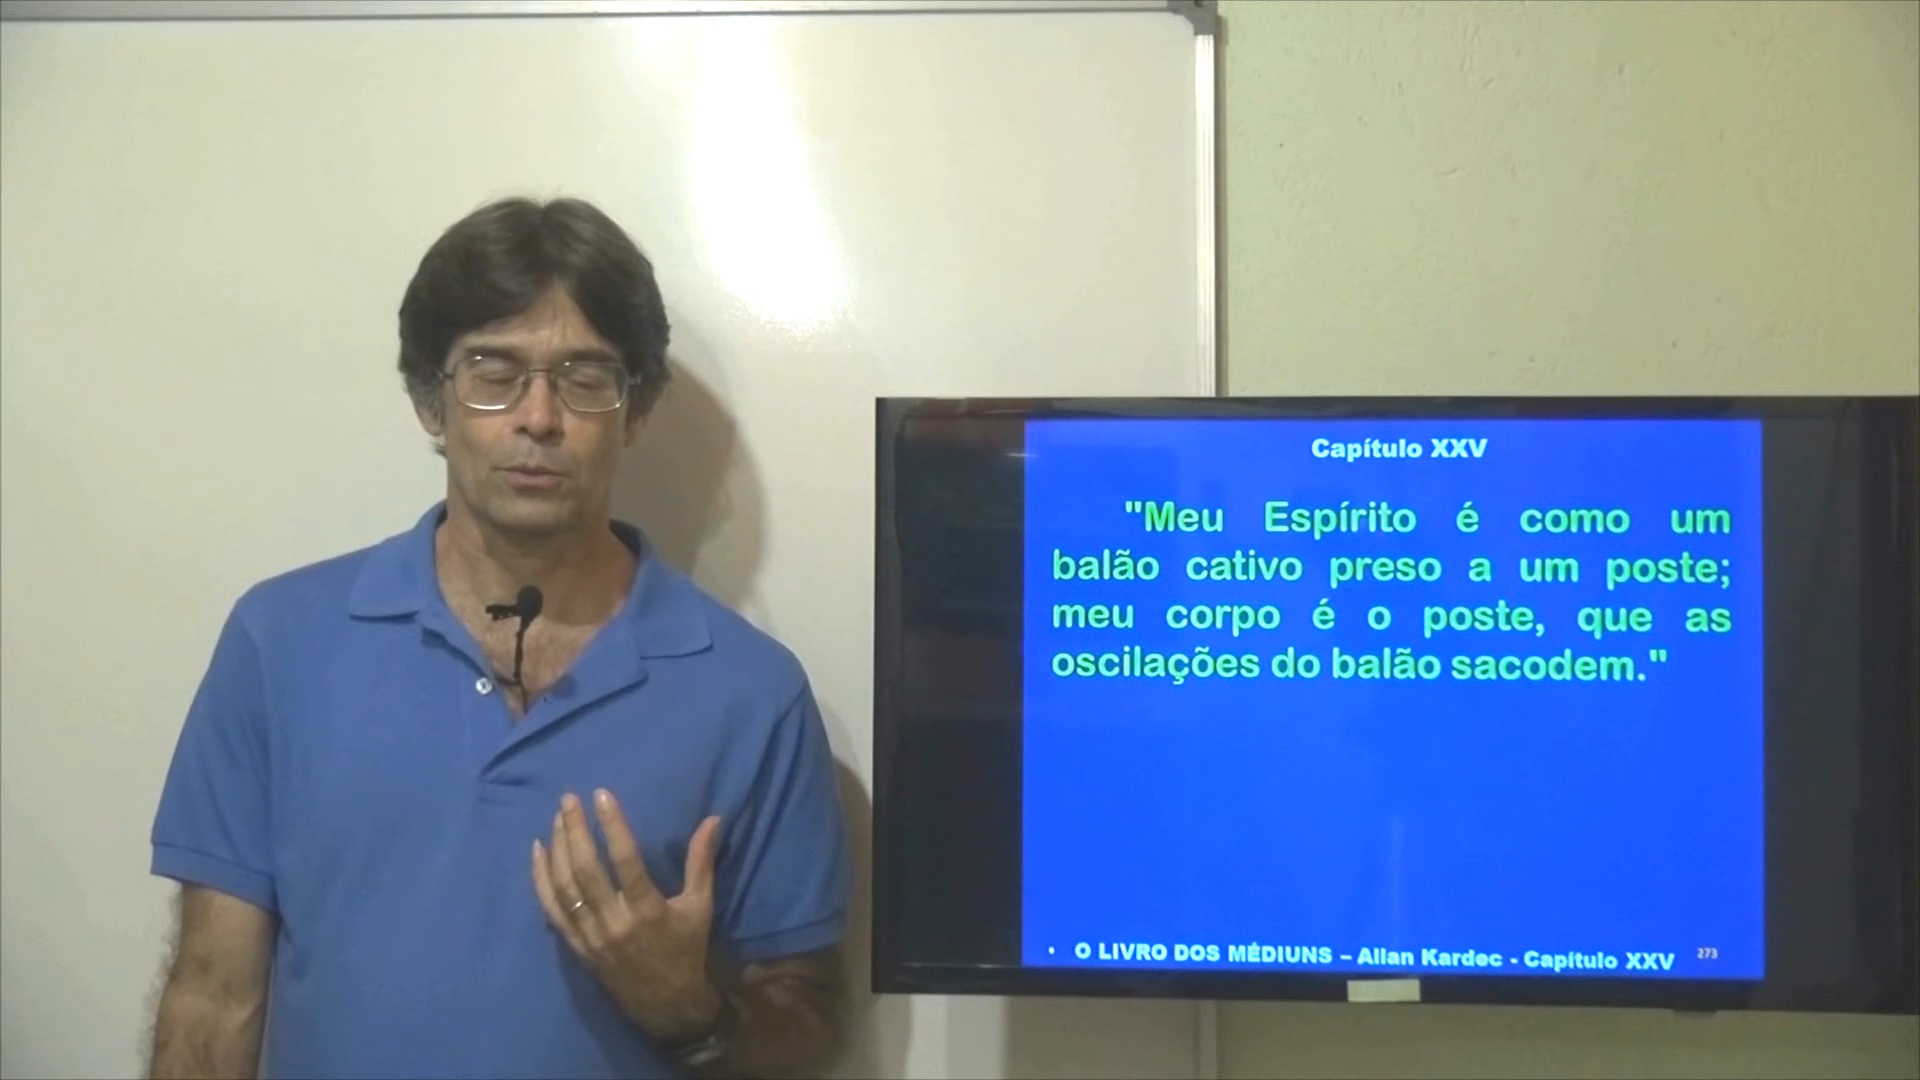 Capítulo XXV
"Meu Espírito é como um
balão cativo preso a um poste;
meu corpo é o poste, que as
oscilações do balão sacodem."
• O LIVRO DOS MÉDIUNS – Allan Kardec - Capítulo XXV 273